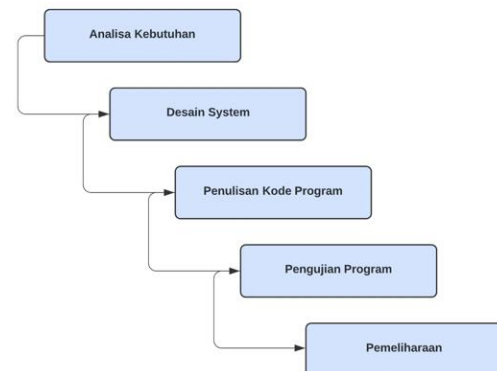 Analisa Kebutuhan
Desain System
Penulisan Kode Program
Pengujian Program
Pemeliharaan